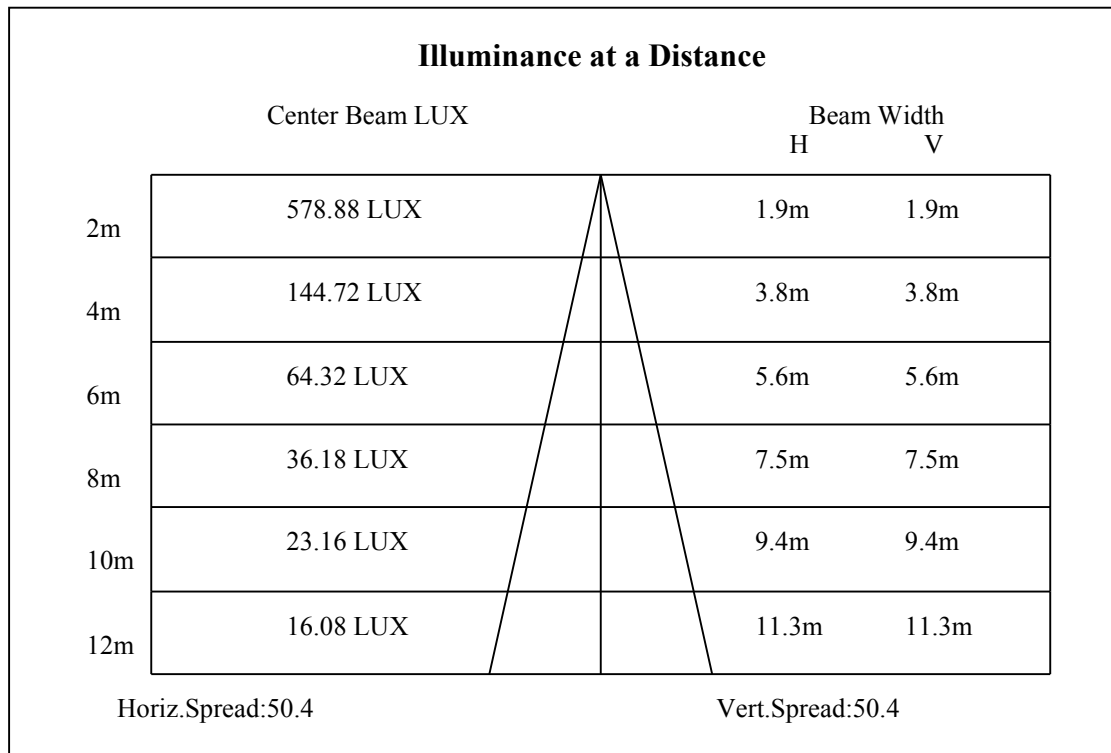 Illuminance at a Distance
Center Beam LUX Beam Width
H V
578.88 LUX 1.9m 1.9m
2m
144.72 LUX 3.8m 3.8m
4m
64.32 LUX 5.6m 5.6m
6m
36.18 LUX 7.5m 7.5m
8m
23.16 LUX 9.4m 9.4m
10m
16.08 LUX 11.3m 11.3m
12m
Horiz.Spread:50.4 Vert.Spread:50.4